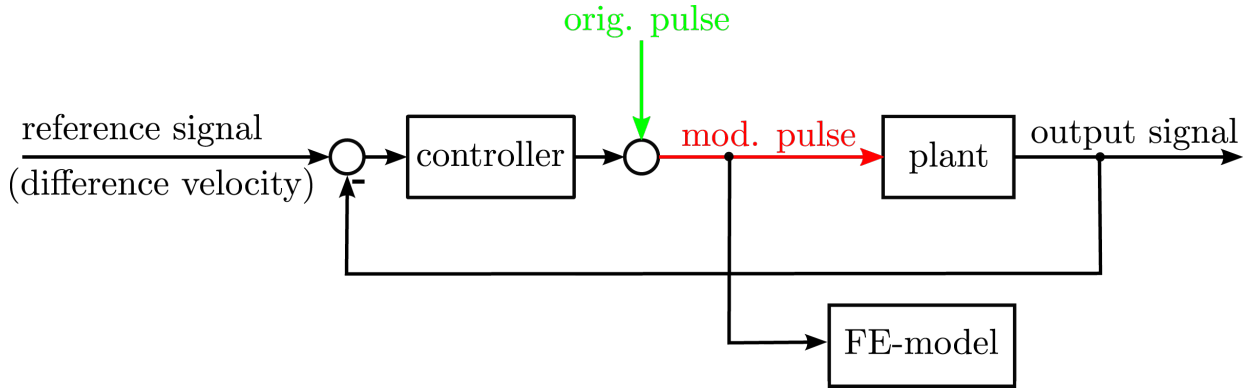 orig. pulse
reference signal
(difference velocity)
-
controller
mod. pulse
plant
output signal
FE-model